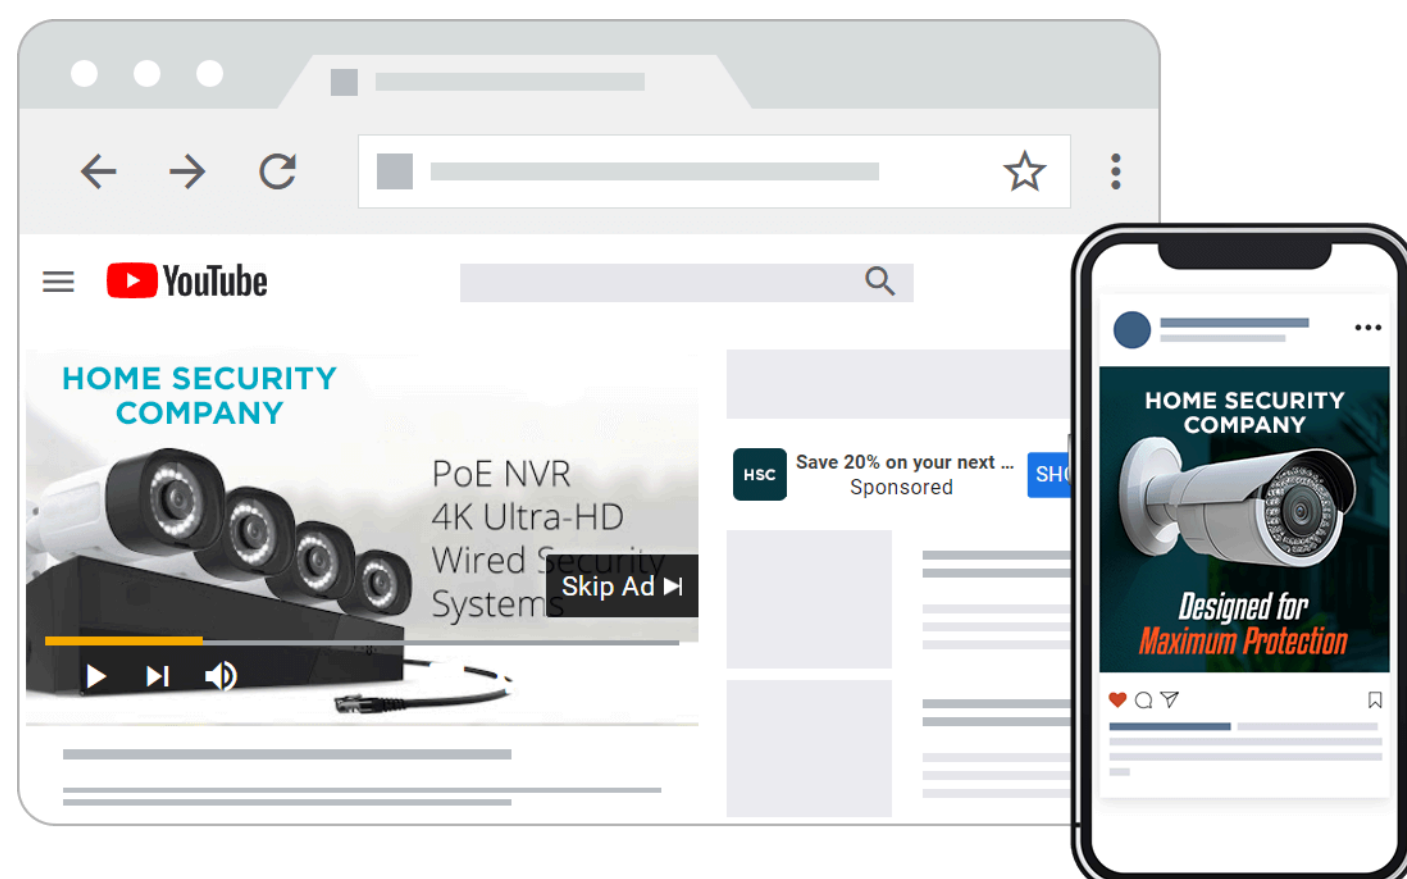 YouTube
HOME SECURITY
COMPANY
PoE NVR
4K Ultra-HD
Wired Security
Systems
Skip Ad
HSC
Save 20% on your next ...
Sponsored
HOME SECURITY
COMPANY
Designed for
Maximum Protection